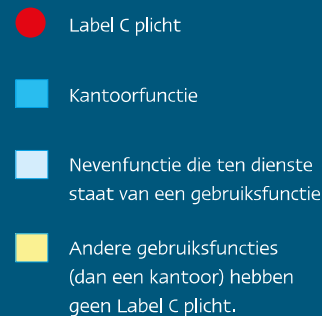 Label C plicht
Kantoorfunctie
Nevenfunctie die ten dienste
staat van een gebruiksfunctie
Andere gebruiksfuncties
(dan een kantoor) hebben
geen Label C plicht.